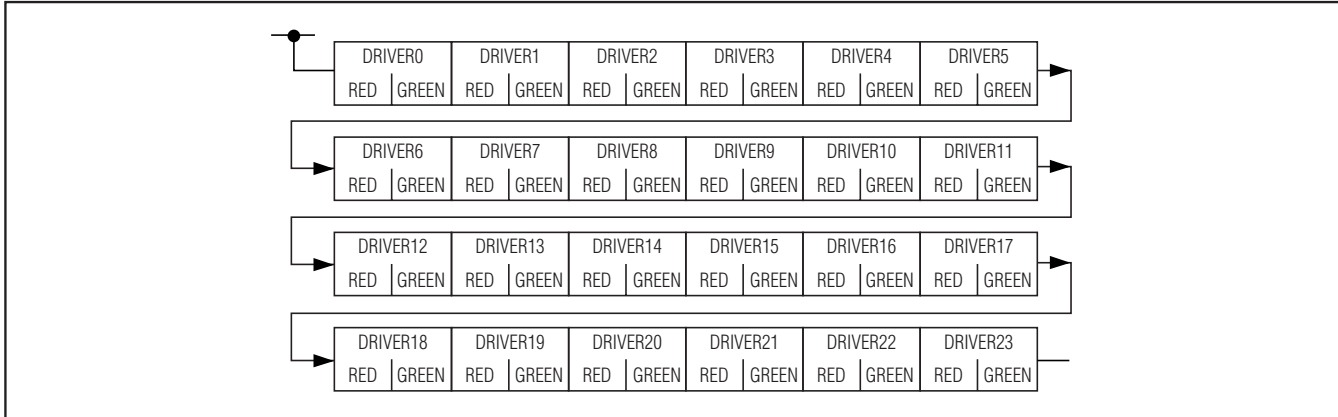 DRIVER0 DRIVER1 DRIVER2 DRIVER3 DRIVER4 DRIVER5
RED GREEN RED GREEN RED GREEN RED GREEN RED GREEN RED GREEN
DRIVER6 DRIVER7 DRIVER8 DRIVER9 DRIVER10 DRIVER11
RED GREEN RED GREEN RED GREEN RED GREEN RED GREEN RED GREEN
DRIVER12 DRIVER13 DRIVER14 DRIVER15 DRIVER16 DRIVER17
RED GREEN RED GREEN RED GREEN RED GREEN RED GREEN RED GREEN
DRIVER18 DRIVER19 DRIVER20 DRIVER21 DRIVER22 DRIVER23
RED GREEN RED GREEN RED GREEN RED GREEN RED GREEN RED GREEN